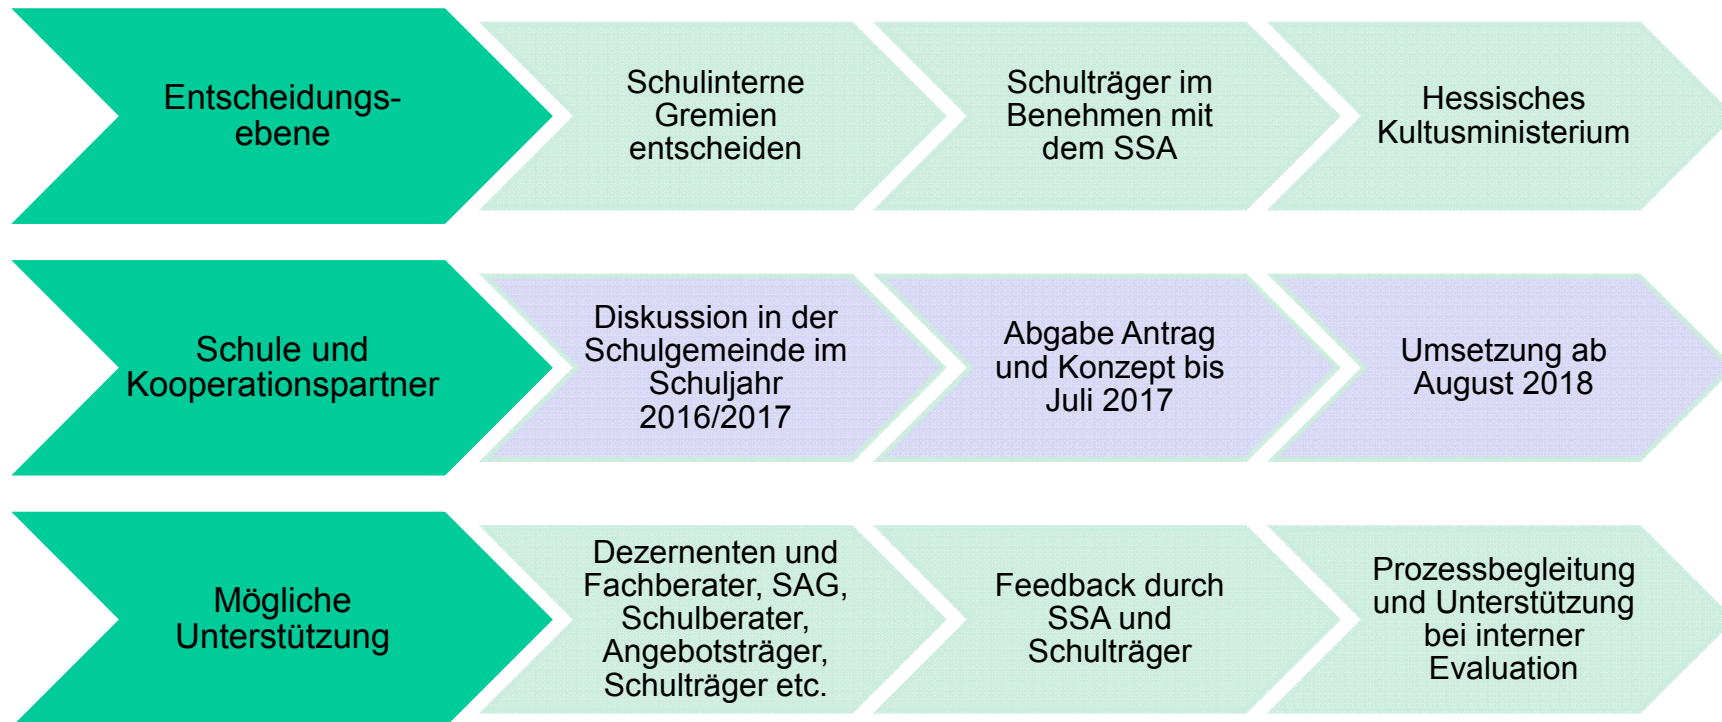 Entscheidungs-
ebene
Schulinterne
Gremien
entscheiden
Schulträger im
Benehmen mit
dem SSA
Hessisches
Kultusministerium
Schule und
Kooperationspartner
Diskussion in der
Schulgemeinde im
Schuljahr
2016/2017
Abgabe Antrag
und Konzept bis
Juli 2017
Umsetzung ab
August 2018
Mögliche
Unterstützung
Dezernenten und
Fachberater, SAG,
Schulberater,
Angebotsträger,
Schulträger etc.
Feedback durch
SSA und
Schulträger
Prozessbegleitung
und Unterstützung
bei interner
Evaluation